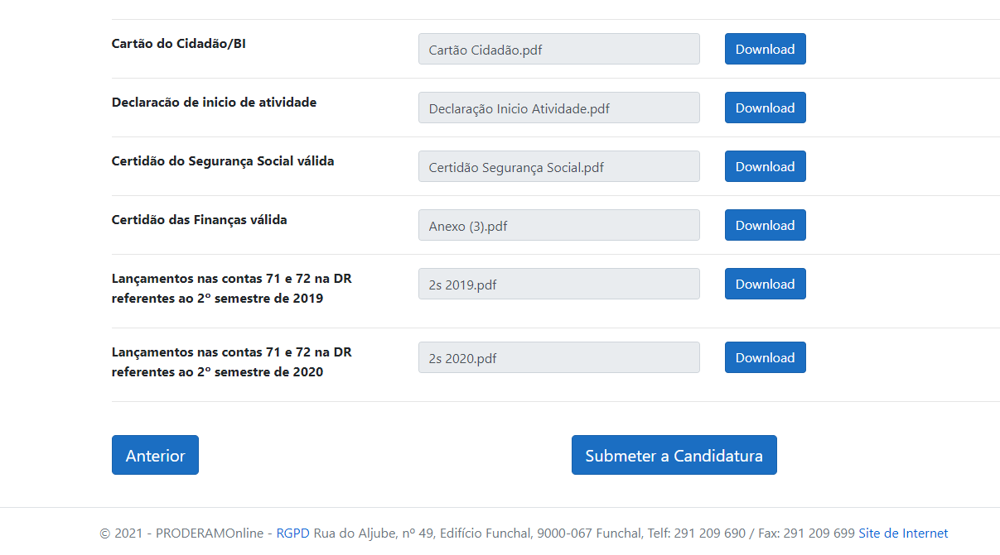 Cartão do Cidadão/BI
Cartão Cidadão.pdf
Download
Declaracão de inicio de atividade
Declaração Inicio Atividade.pdf
Download
Certidão do Segurança Social válida
Certidão Segurança Social.pdf
Download
Certidão das Finanças válida
Anexo (3).pdf
Download
Lançamentos nas contas 71 e 72 na DR
referentes ao 2º semestre de 2019
2s 2019.pdf
Download
Lançamentos nas contas 71 e 72 na DR
referentes ao 2º semestre de 2020
2s 2020.pdf
Download
Anterior
Submeter a Candidatura
© 2021 - PRODERAMOnline - RGPD Rua do Aljube, nº 49, Edifício Funchal, 9000-067 Funchal, Telf: 291 209 690 / Fax: 291 209 699 Site de Internet